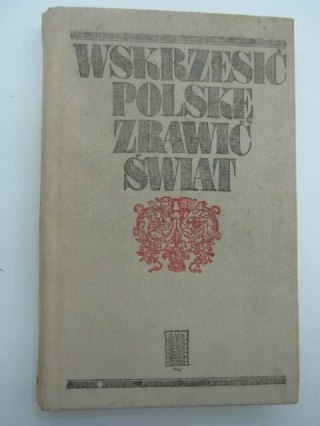 WSKRZESIĆ
POLSKĘ
ZBAWIĆ
ŚWIAT